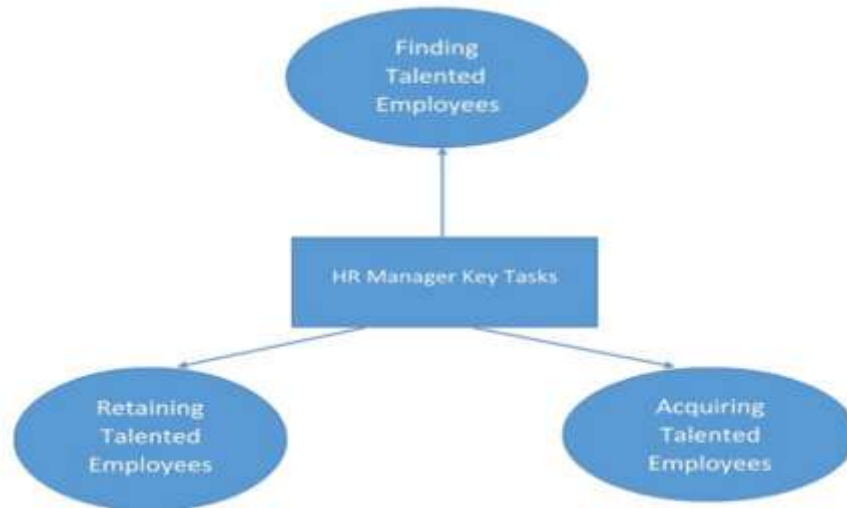 Finding
Talented
Employees
HR Manager Key Tasks
Retaining
Talented
Employees
Acquiring
Talented
Employees